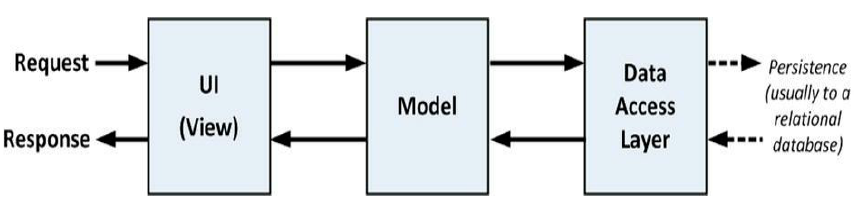 Request
Response
UI
(View)
Model
Data
Access
Layer
Persistence
(usually to a
relational
database)